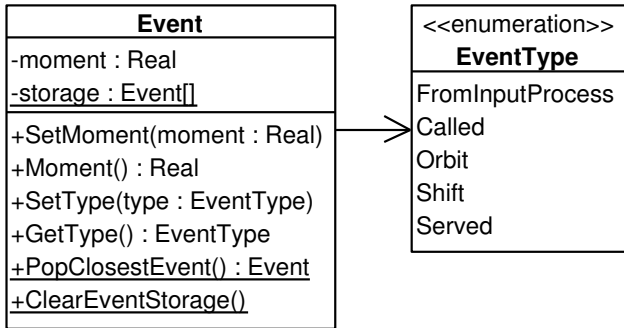 Event
-moment : Real
-storage : Event[]
+SetMoment(moment : Real)
+Moment() : Real
+SetType(type : EventType)
+GetType() : EventType
+PopClosestEvent() : Event
+ClearEventStorage()
<<enumeration>>
EventType
FromInputProcess
Called
Orbit
Shift
Served